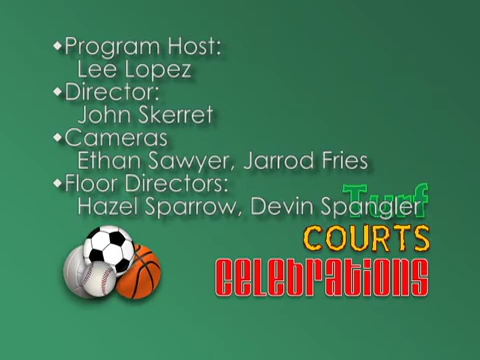 ◆Program Host:
Lee Lopez
◆Director:
John Skerret
◆Cameras
Ethan Sawyer, Jarrod Fries
◆Floor Directors:
Hazel Sparrow, Devin Spangler
Turf
COURTS
CELEBRATIONS